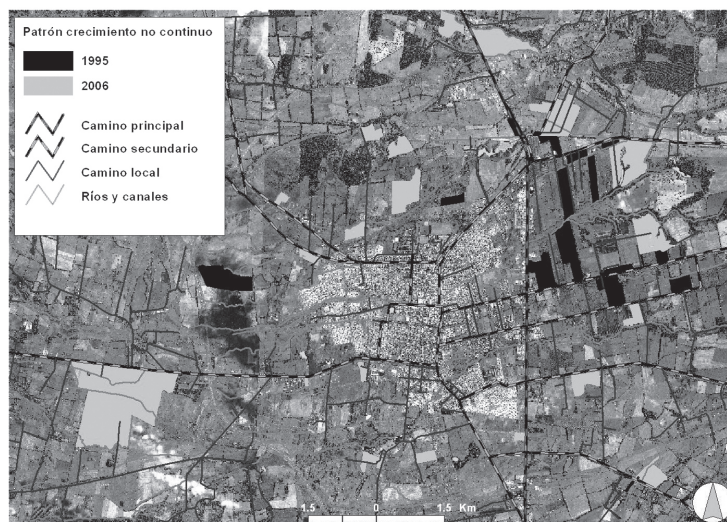 Patrón crecimiento no continuo
1995
2006
Camino principal
Camino secundario
Camino local
Ríos y canales
1.5 0 1.5 Km